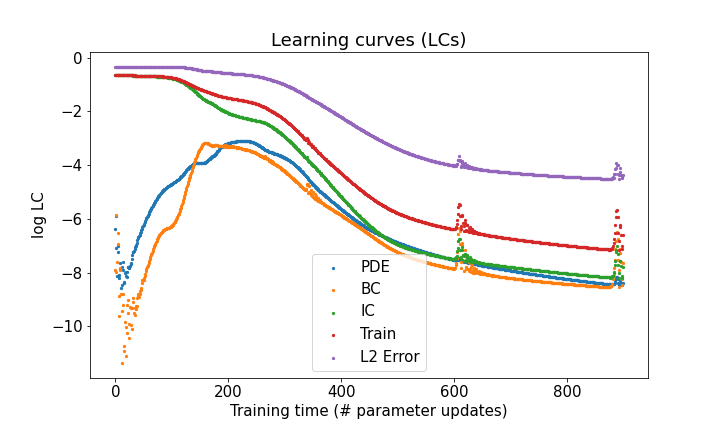 Learning curves (LCs)
log LC
0
−2
−4
−6
−8
−10
PDE
BC
IC
Train
L2 Error
0 200 400 600 800
Training time (# parameter updates)